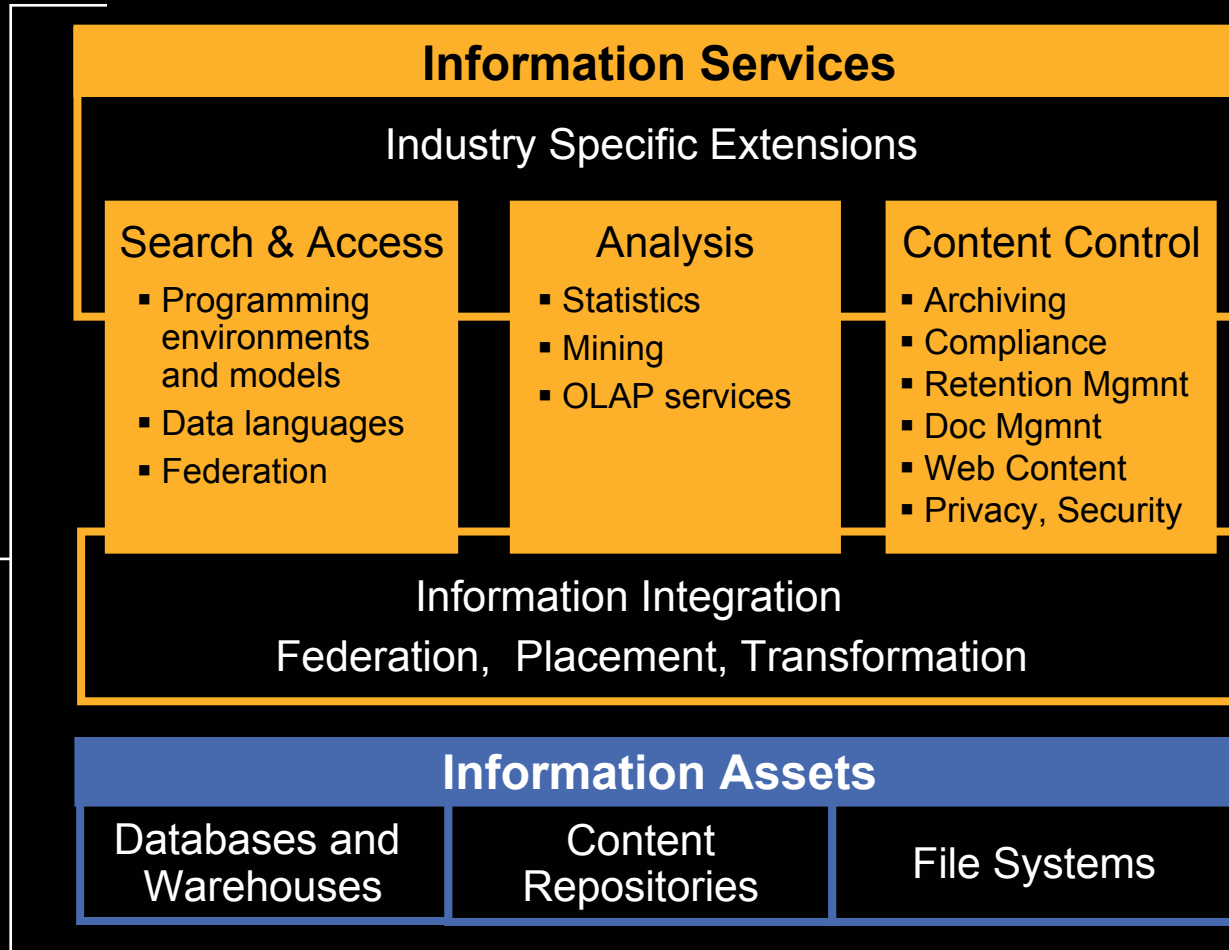 Information Services
Industry Specific Extensions
Search & Access
▪ Programming
environments
and models
▪ Data languages
▪ Federation
Analysis
▪ Statistics
▪ Mining
▪ OLAP services
Content Control
▪ Archiving
▪ Compliance
▪ Retention Mgmnt
▪ Doc Mgmnt
▪ Web Content
▪ Privacy, Security
Information Integration
Federation, Placement, Transformation
Information Assets
Databases and
Warehouses
Content
Repositories
File Systems